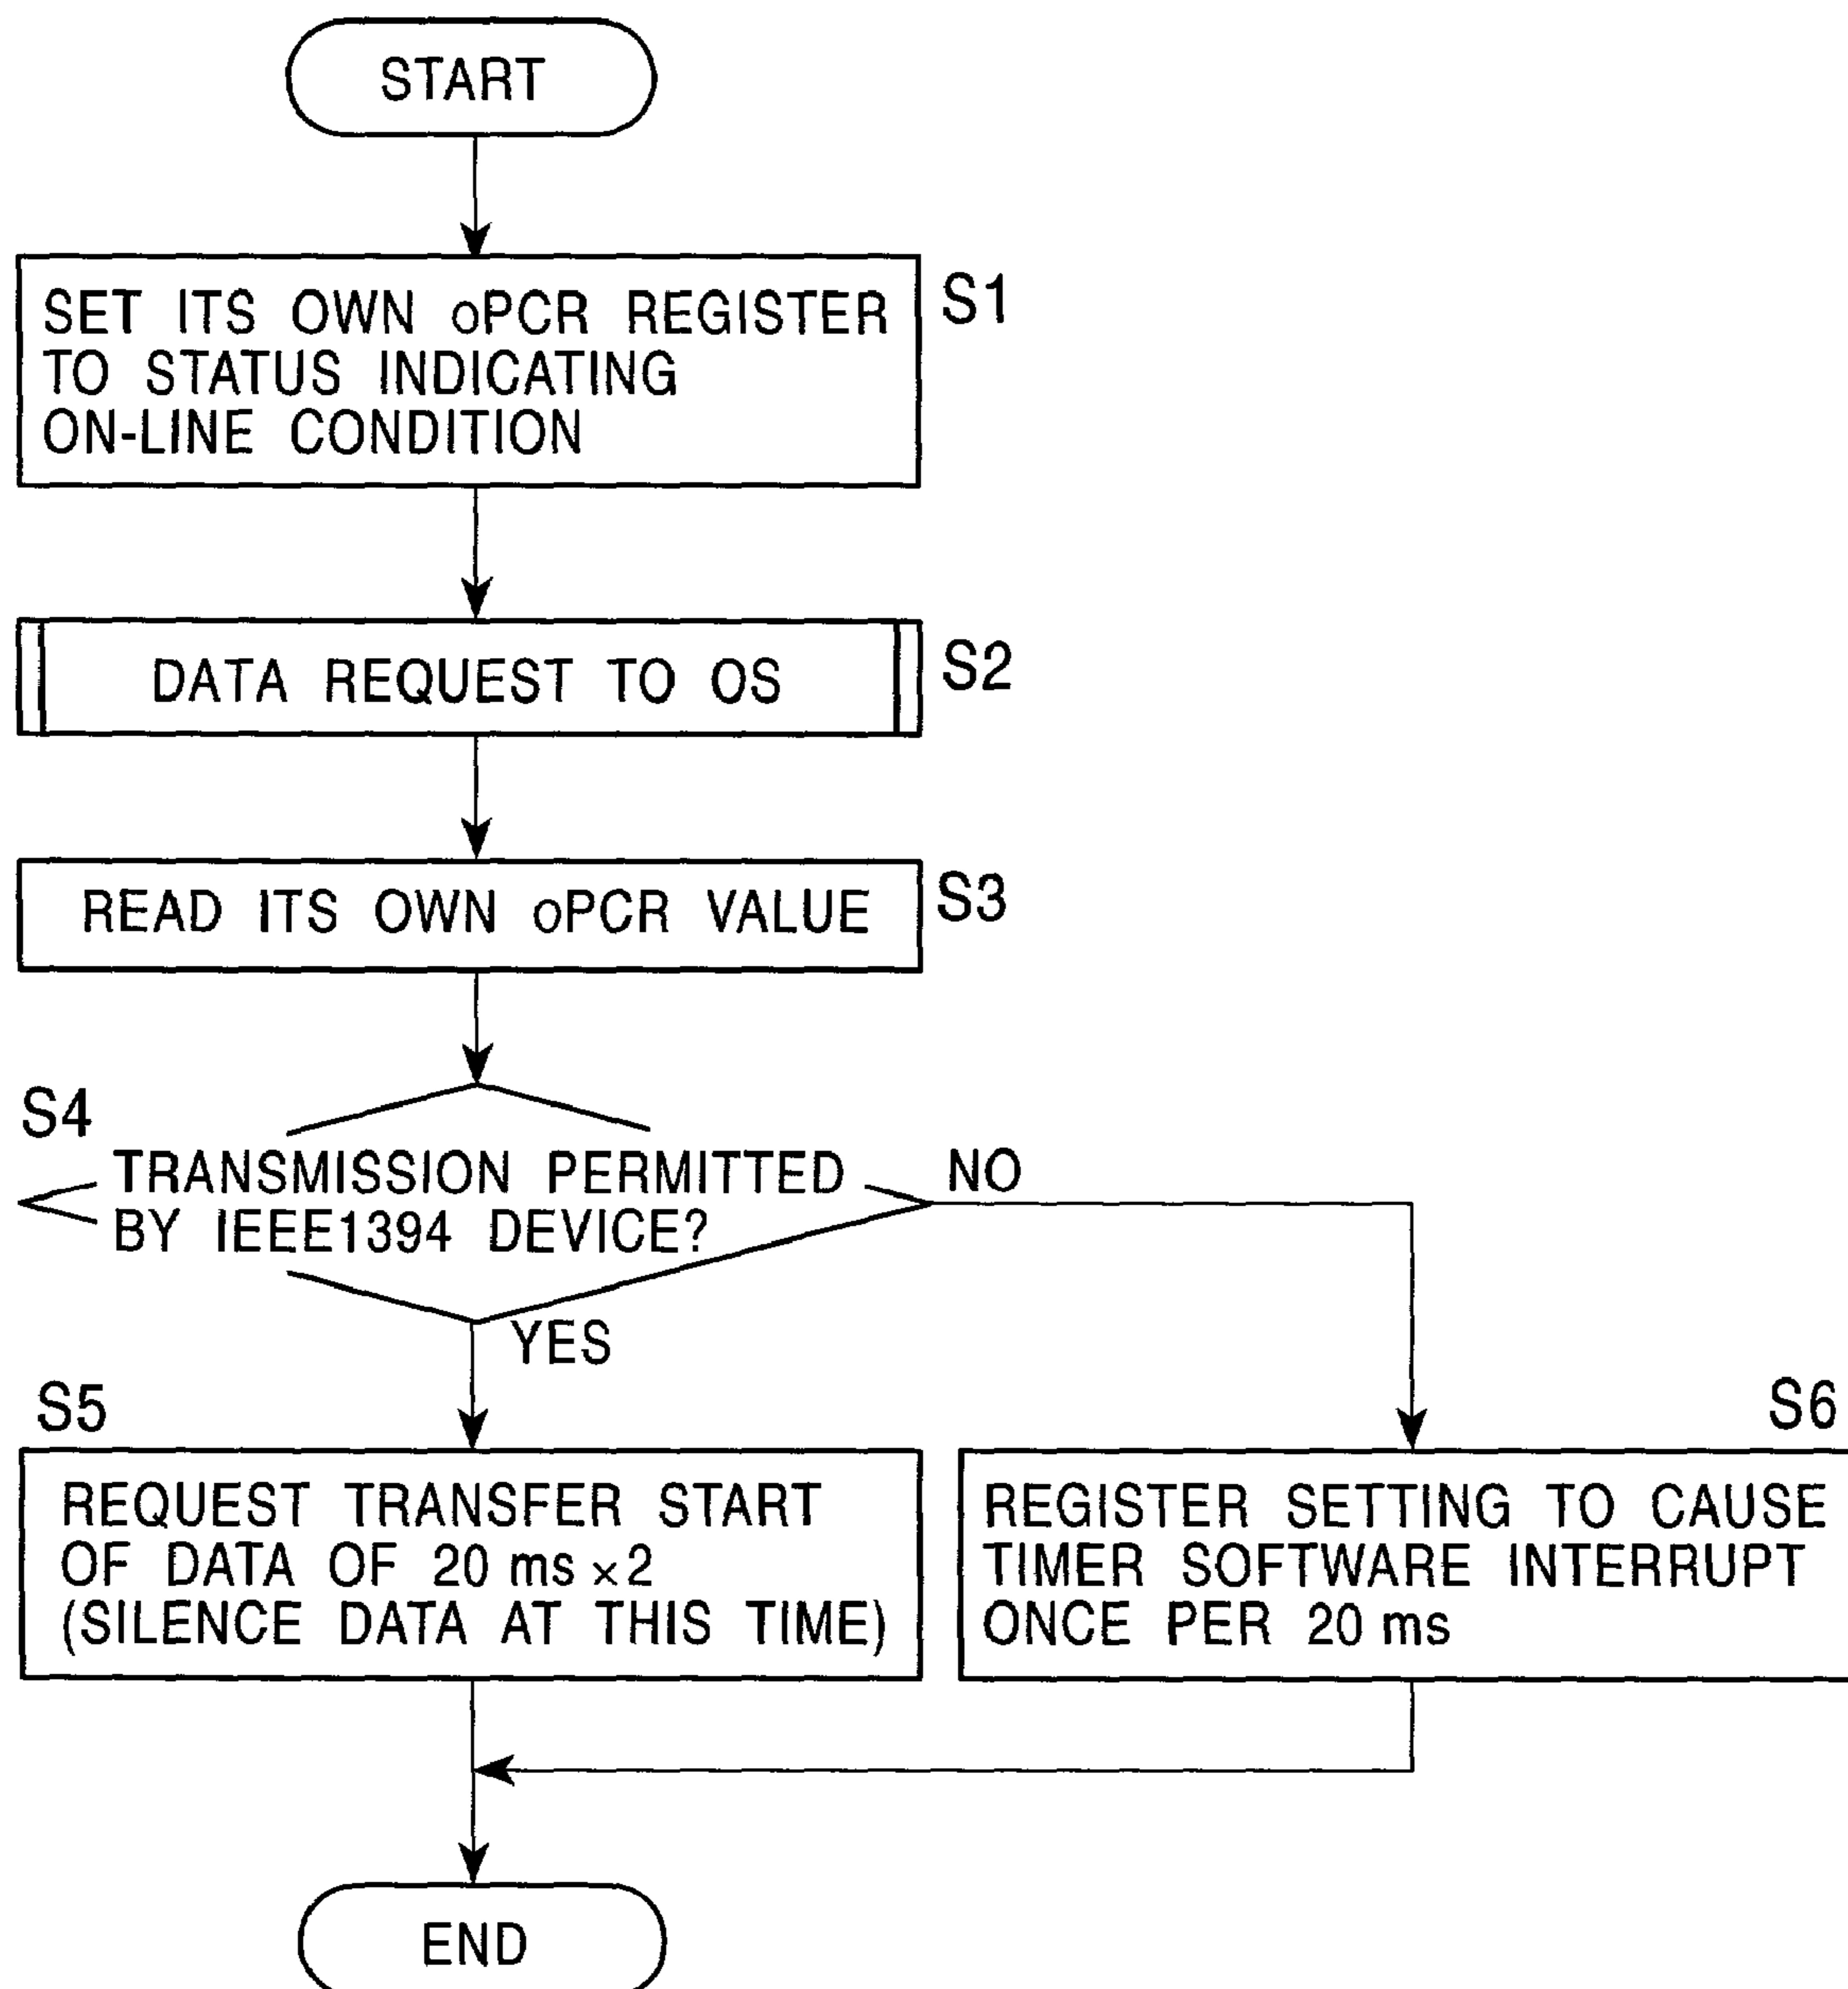 START
SET ITS OWN oPCR REGISTER
TO STATUS INDICATING
ON-LINE CONDITION
S1
DATA REQUEST TO OS
S2
READ ITS OWN oPCR VALUE
S3
S4
TRANSMISSION PERMITTED
BY IEEE1394 DEVICE?
NO
YES
S5
REQUEST TRANSFER START
OF DATA OF 20 ms ×2
(SILENCE DATA AT THIS TIME)
S6
REGISTER SETTING TO CAUSE
TIMER SOFTWARE INTERRUPT
ONCE PER 20 ms
END